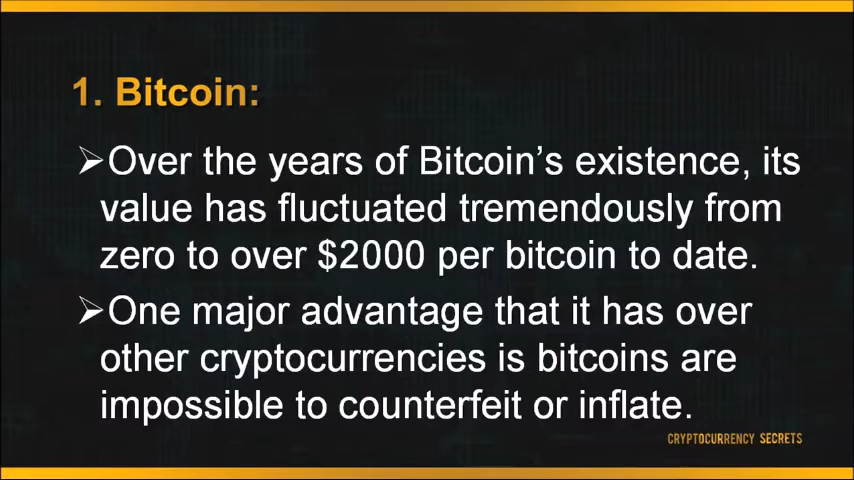 1. Bitcoin:
➢Over the years of Bitcoin’s existence, its
value has fluctuated tremendously from
zero to over $2000 per bitcoin to date.
➢One major advantage that it has over
other cryptocurrencies is bitcoins are
impossible to counterfeit or inflate.
CRYPTOCURRENCY SECRETS